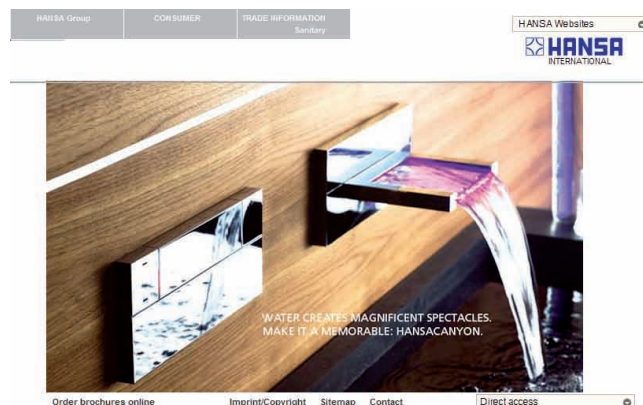 HANSA Group CONSUMER TRADE INFORMATION
Sanitary
HANSA Websites
HANSA
INTERNATIONAL
WATER CREATES MAGNIFICENT SPECTACLES.
MAKE IT A MEMORABLE: HANSACANYON.
Order brochures online Imprint/Copyright Sitemap Contact Direct access